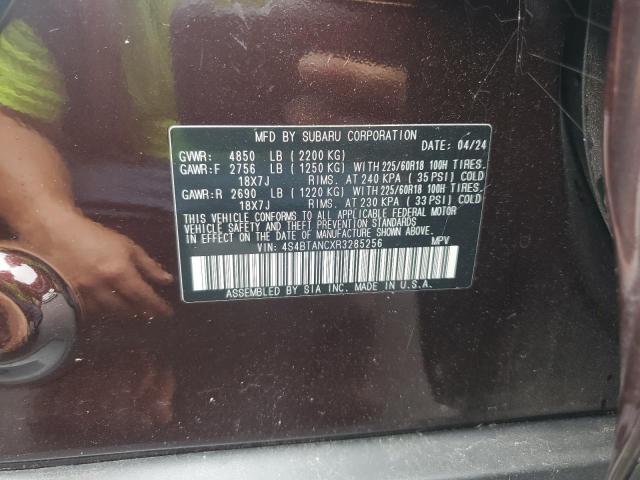 MFD BY SUBARU CORPORATION DATE: 04/24
GVWR: 4850 LB ( 2200 KG)
GAWR:F 2756 LB ( 1250 KG) WITH 225/60R18 100H TIRES,
18X7J RIMS, AT 240 KPA ( 35 PSI) COLD
GAWR:R 2690 LB ( 1220 KG) WITH 225/60R18 100H TIRES,
18X7J RIMS, AT 230 KPA ( 33 PSI) COLD
THIS VEHICLE CONFORMS TO ALL APPLICABLE FEDERAL MOTOR
VEHICLE SAFETY AND THEFT PREVENTION STANDARDS IN
EFFECT ON THE DATE OF MANUFACTURE SHOWN ABOVE.
VIN: 4S4BTANCXR3285256 MPV
ASSEMBLED BY SIA INC. MADE IN U.S.A.